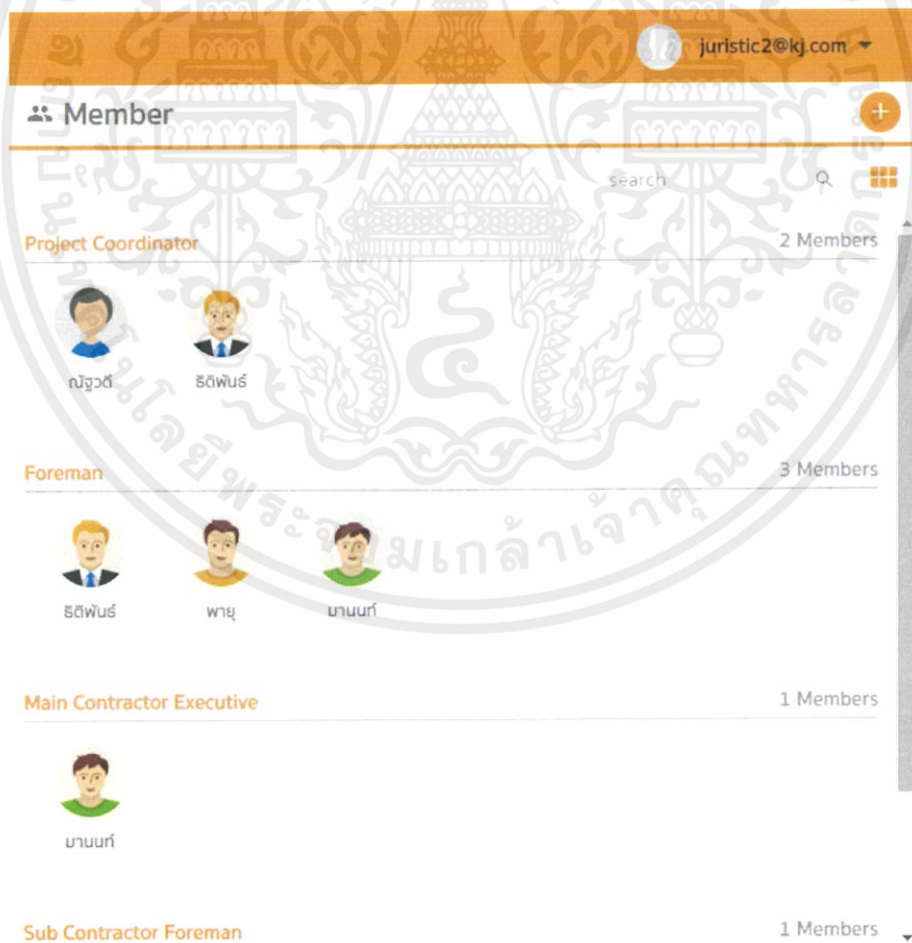 juristic2@kj.com
Member
search
Project Coordinator 2 Members
ณัฐวดี ธิติพันธ์
Foreman 3 Members
ธิติพันธ์ พายุ มานนท์
Main Contractor Executive 1 Members
มานนท์
Sub Contractor Foreman 1 Members